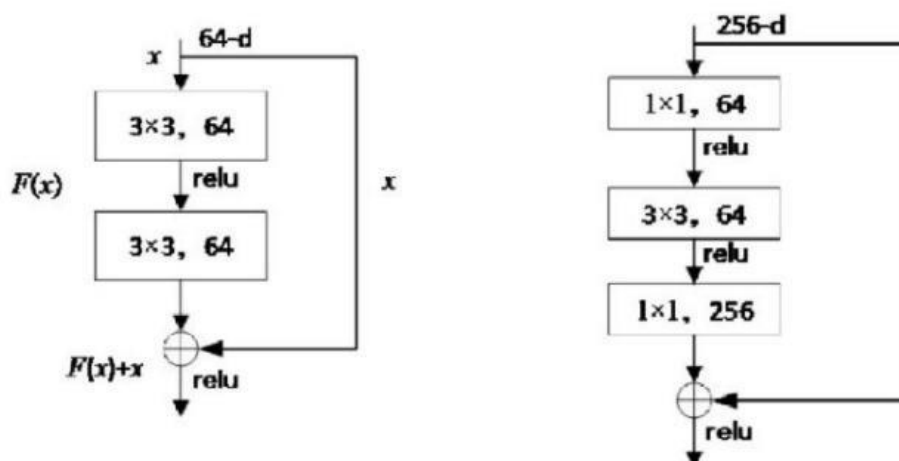 64-d
x
3×3, 64
relu
F(x)
x
3×3, 64
F(x)+x
relu
256-d
1×1, 64
relu
3×3, 64
relu
1×1, 256
relu